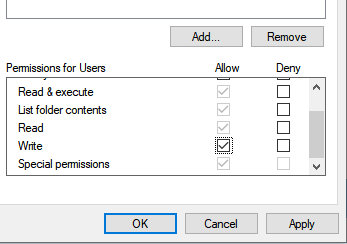 Add... Remove
Permissions for Users Allow Deny
Read & execute
List folder contents
Read
Write
Special permissions
OK Cancel Apply